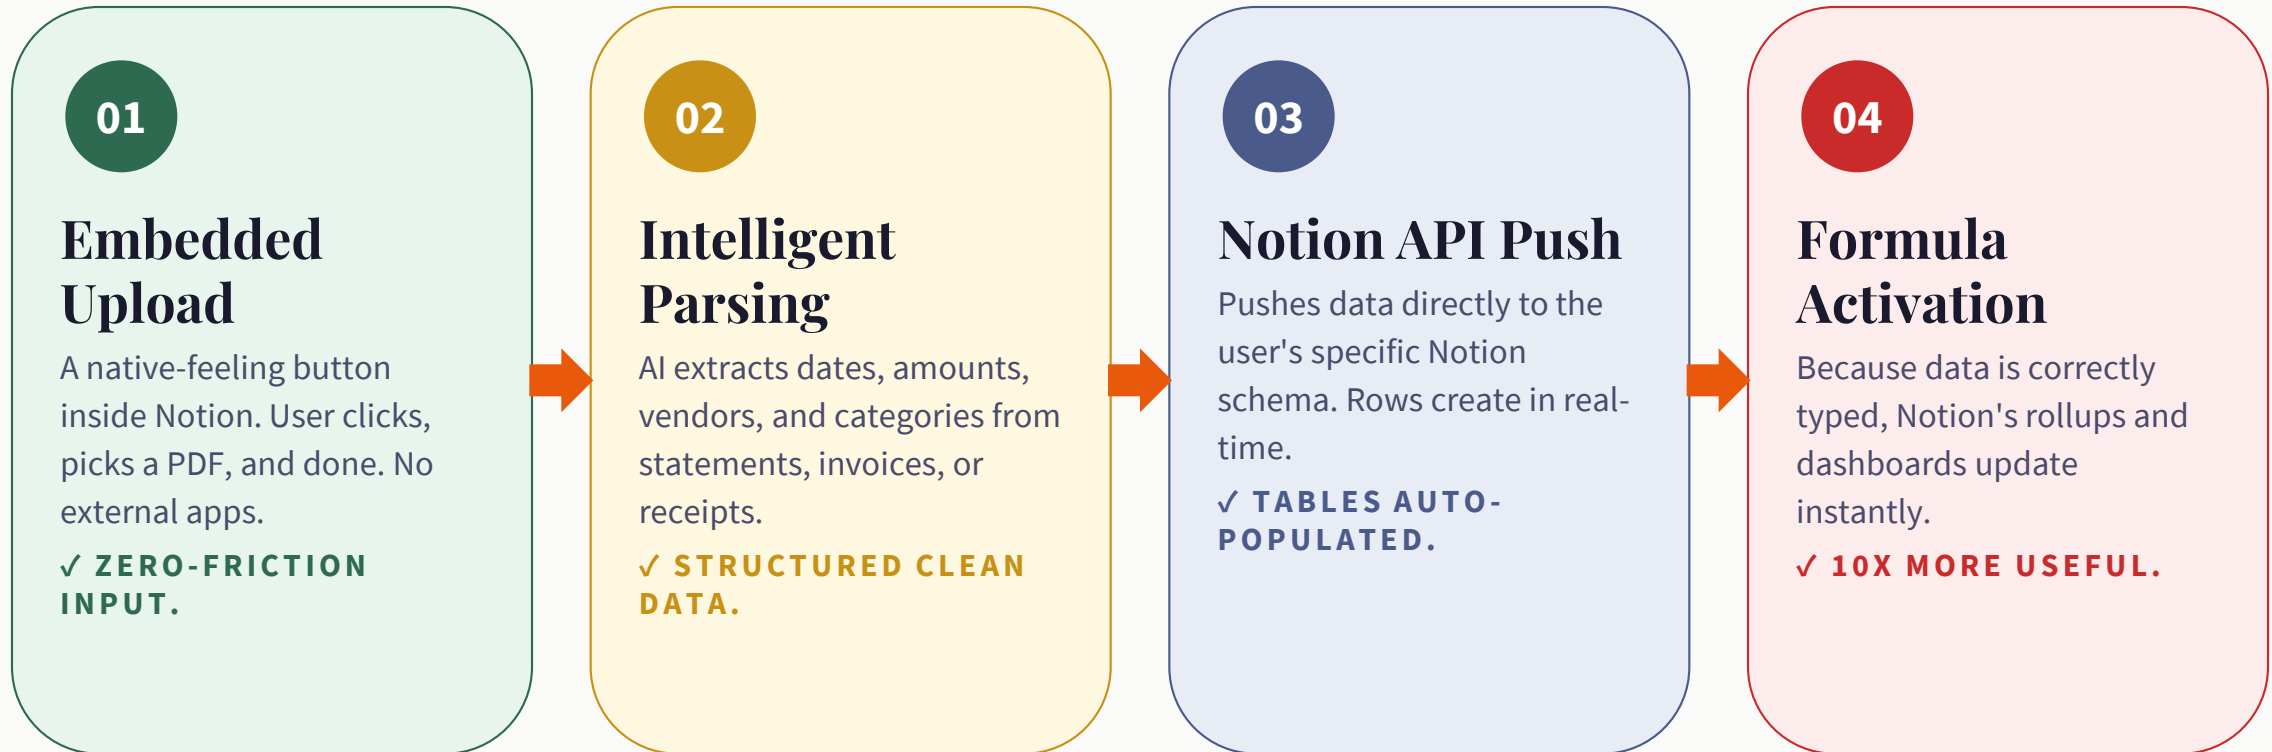 01
Embedded
Upload
A native-feeling button
inside Notion. User clicks,
picks a PDF, and done. No
external apps.
✓ ZERO-FRICTION
INPUT.
02
Intelligent
Parsing
AI extracts dates, amounts,
vendors, and categories from
statements, invoices, or
receipts.
✓ STRUCTURED CLEAN
DATA.
03
Notion API Push
Pushes data directly to the
user's specific Notion
schema. Rows create in real-
time.
✓ TABLES AUTO-
POPULATED.
04
Formula
Activation
Because data is correctly
typed, Notion's rollups and
dashboards update
instantly.
✓ 10X MORE USEFUL.